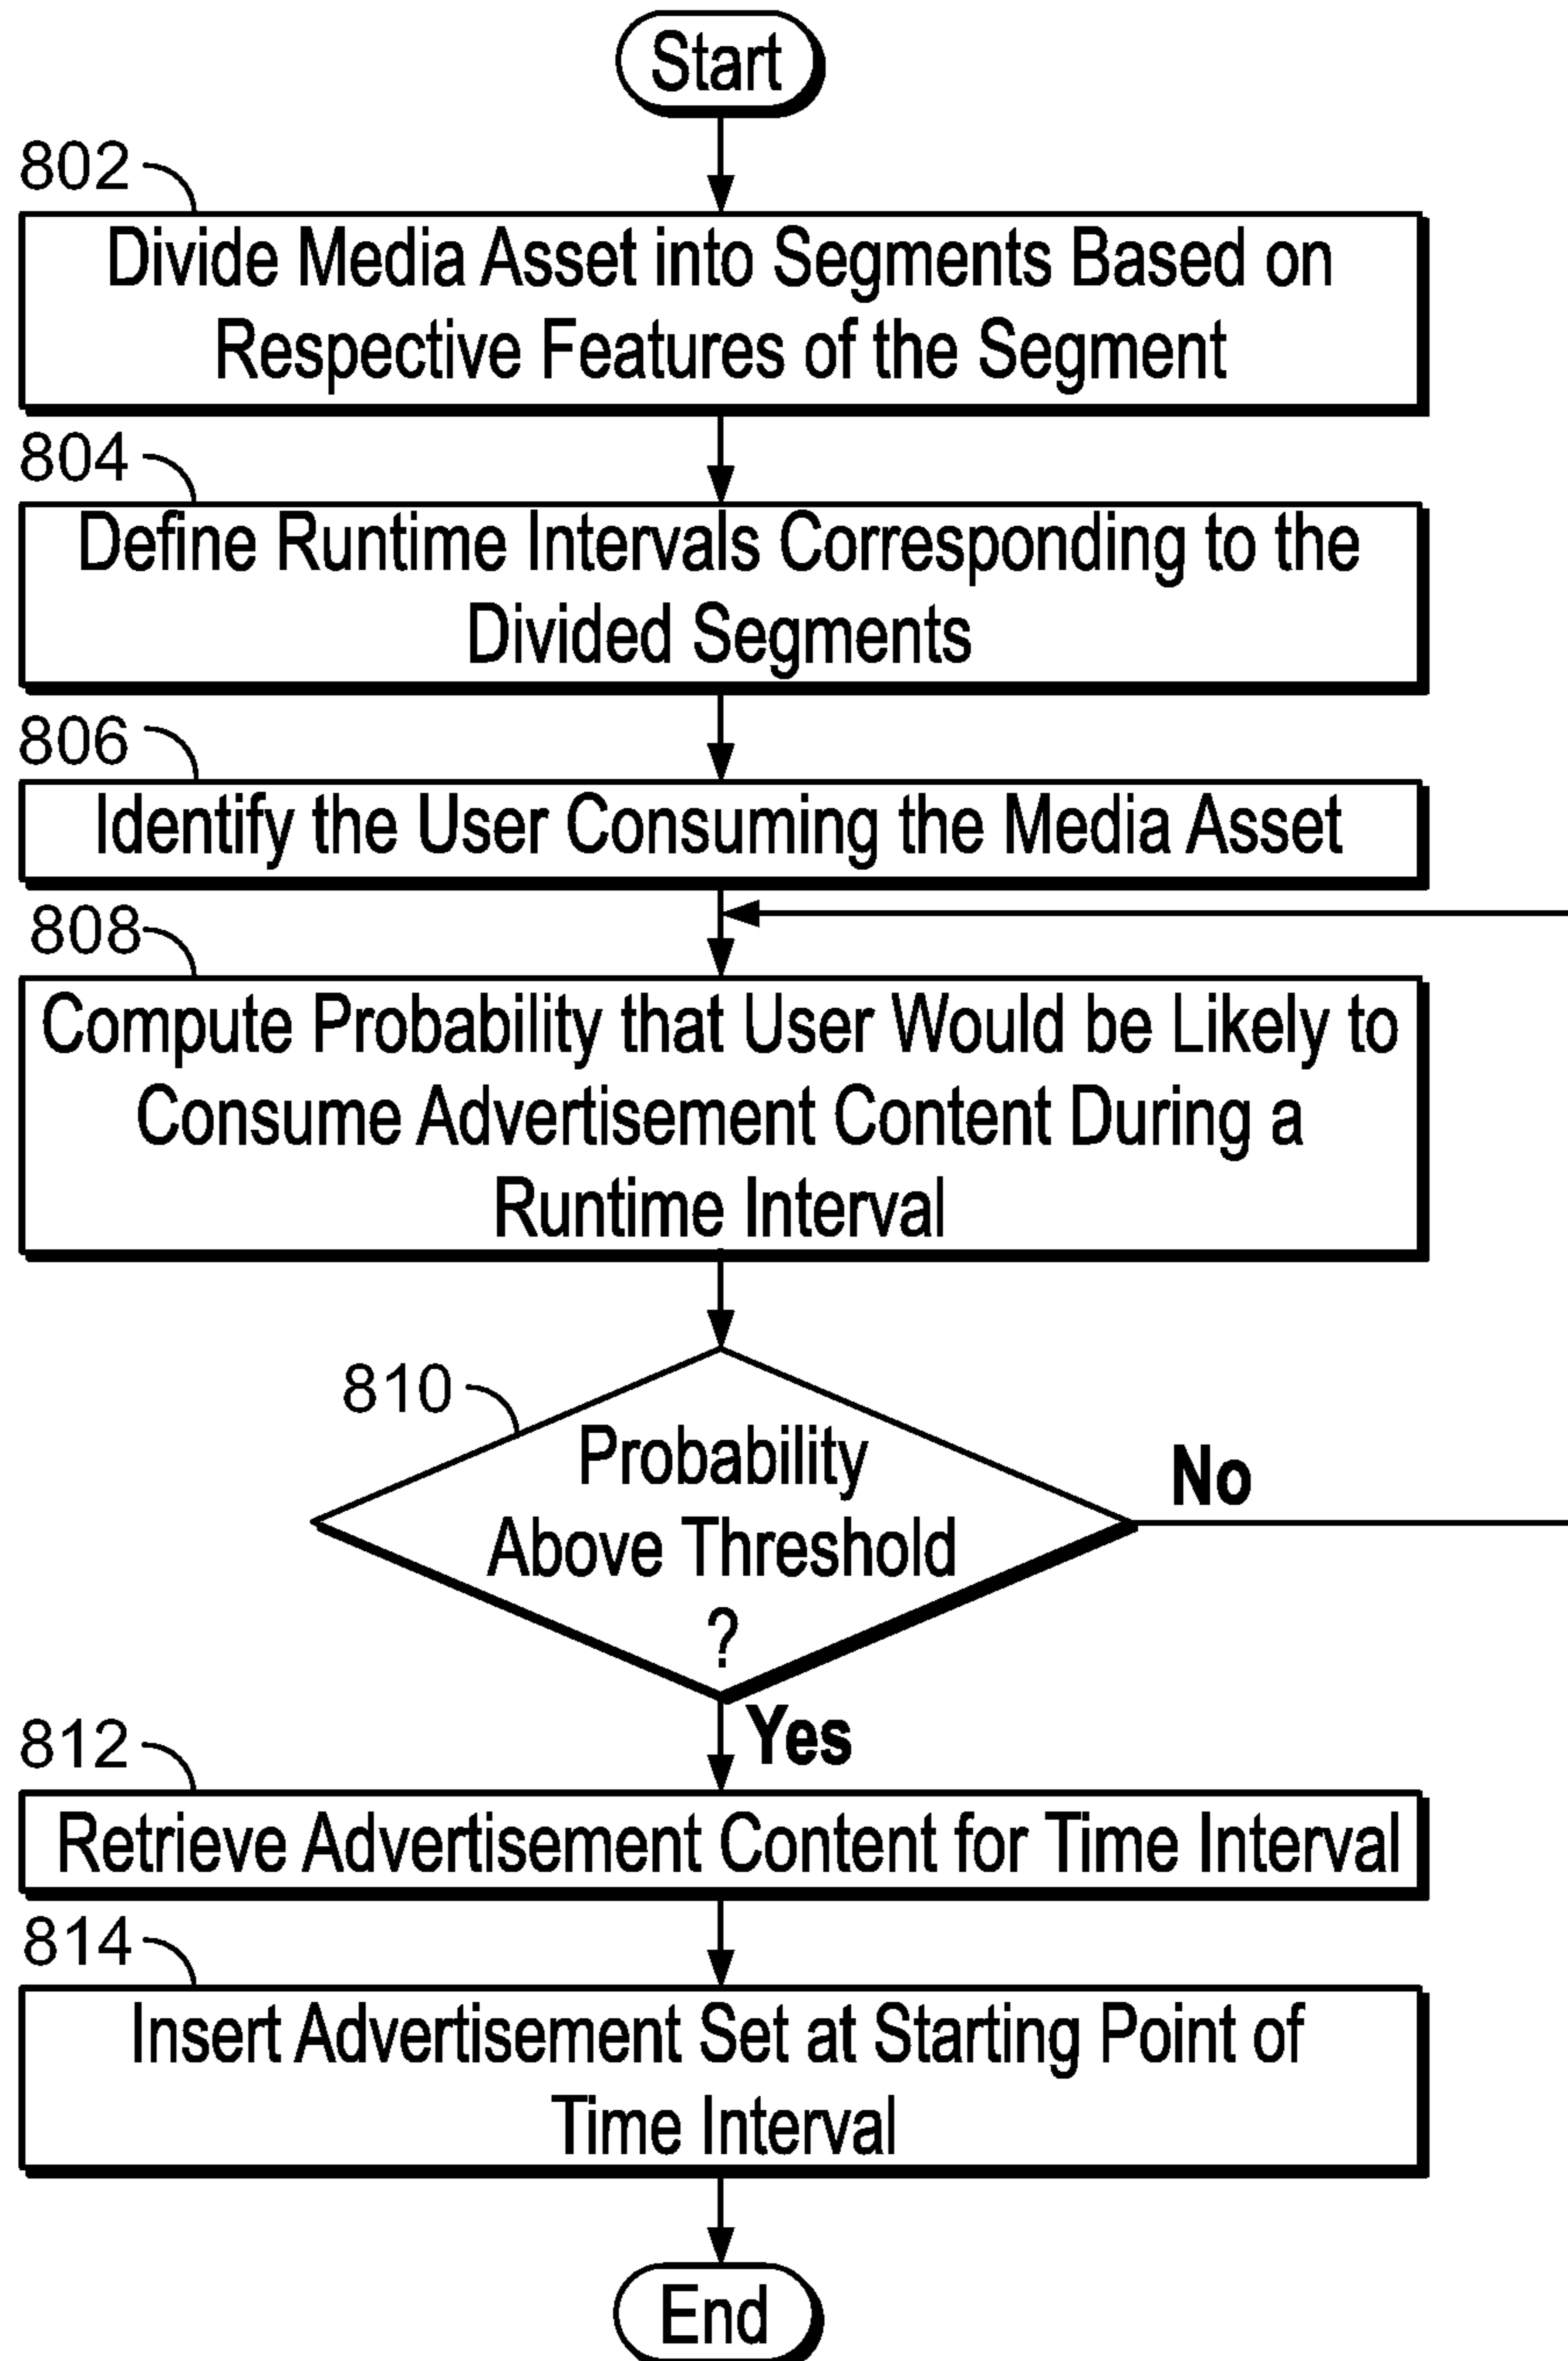 Start
802
Divide Media Asset into Segments Based on
Respective Features of the Segment
804
Define Runtime Intervals Corresponding to the
Divided Segments
806
Identify the User Consuming the Media Asset
808
Compute Probability that User Would be Likely to
Consume Advertisement Content During a
Runtime Interval
810
Probability
Above Threshold
?
No
Yes
812
Retrieve Advertisement Content for Time Interval
814
Insert Advertisement Set at Starting Point of
Time Interval
End